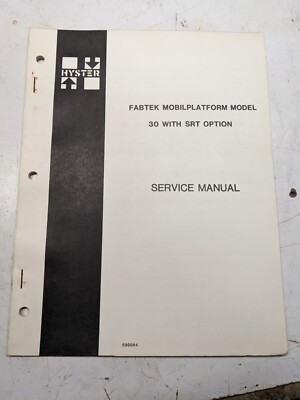 HYSTER
FABTEK MOBILPLATFORM MODEL
30 WITH SRT OPTION
SERVICE MANUAL